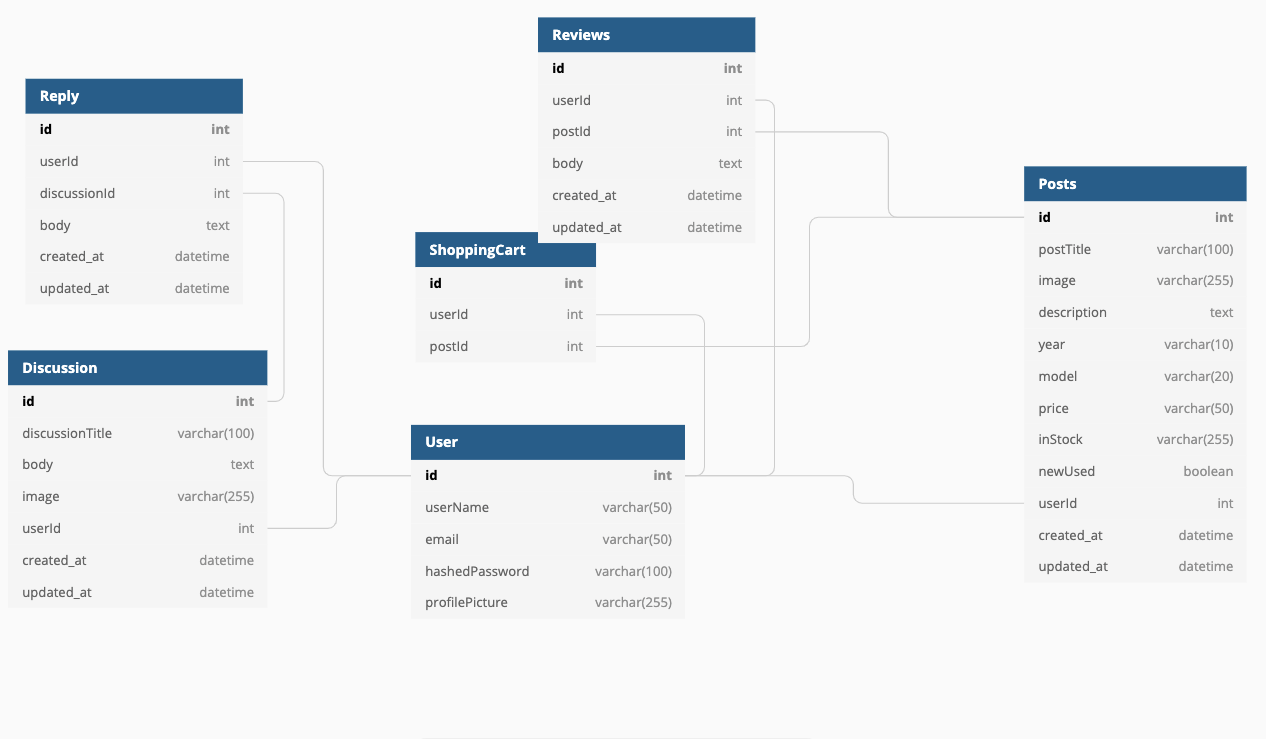 Reviews
id int
userId int
postId int
body text
created_at datetime
updated_at datetime
Reply
id int
userId int
discussionId int
body text
created_at datetime
updated_at datetime
Posts
id int
postTitle varchar(100)
image varchar(255)
description text
year varchar(10)
model varchar(20)
price varchar(50)
inStock varchar(255)
newUsed boolean
userId int
created_at datetime
updated_at datetime
ShoppingCart
id int
userId int
postId int
Discussion
id int
discussionTitle varchar(100)
body text
image varchar(255)
userId int
created_at datetime
updated_at datetime
User
id int
userName varchar(50)
email varchar(50)
hashedPassword varchar(100)
profilePicture varchar(255)